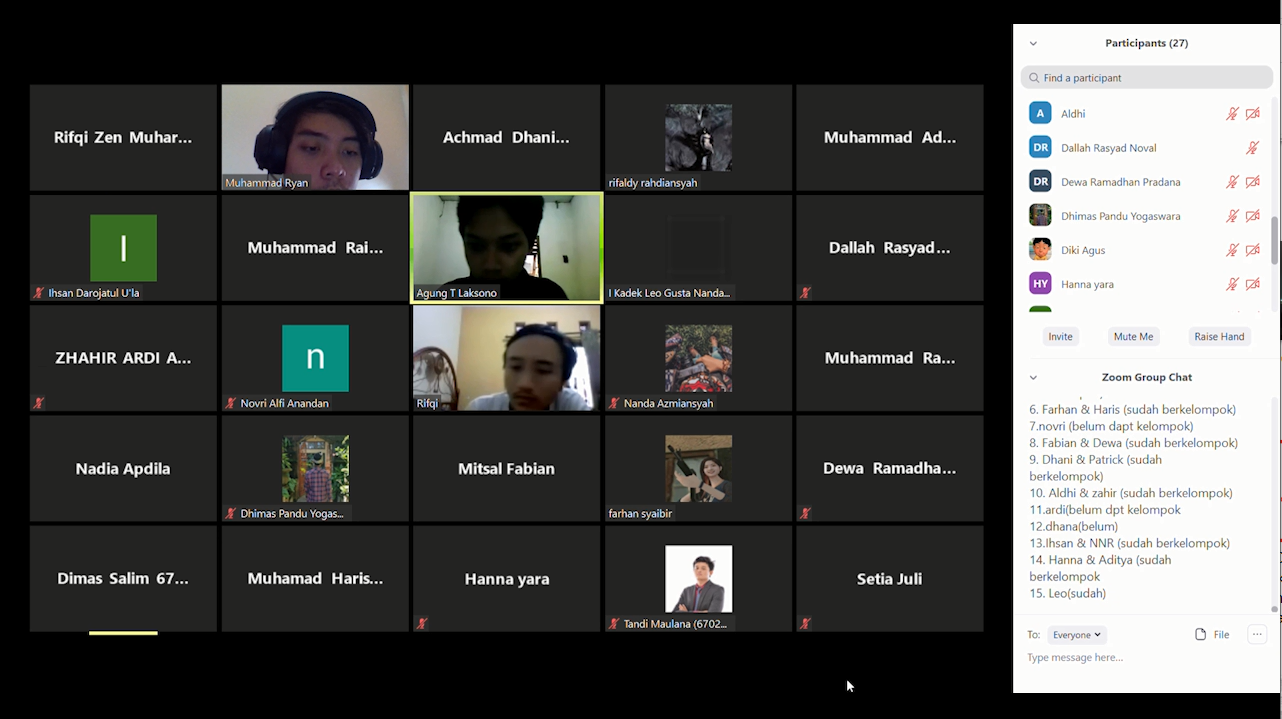 Rifqi Zen Muhar...
Muhammad Ryan
Achmad Dhani...
rifaldy rahdiansyah
Muhammad Ad...
I
Ihsan Darojatul U'la
Muhammad Rai...
Agung T Laksono
I Kadek Leo Gusta Nanda...
Dallah Rasyad...
ZHAHIR ARDI A...
n
Novri Alfi Anandan
Rifqi
Nanda Azmiansyah
Muhammad Ra...
Nadia Apdila
Dhimas Pandu Yogas...
Mitsal Fabian
farhan syaibir
Dewa Ramadha...
Dimas Salim 67...
Muhamad Haris...
Hanna yara
Tandi Maulana (6702...
Setia Juli
Participants (27)
Find a participant
A Aldhi
DR Dallah Rasyad Noval
DR Dewa Ramadhan Pradana
Dhimas Pandu Yogaswara
Diki Agus
HY Hanna yara
Invite Mute Me Raise Hand
Zoom Group Chat
6. Farhan & Haris (sudah berkelompok)
7.novri (belum dapt kelompok)
8. Fabian & Dewa (sudah berkelompok)
9. Dhani & Patrick (sudah
berkelompok)
10. Aldhi & zahir (sudah berkelompok)
11.ardi(belum dpt kelompok
12.dhana(belum)
13.Ihsan & NNR (sudah berkelompok)
14. Hanna & Aditya (sudah
berkelompok
15. Leo(sudah)
To: Everyone File ...
Type message here...